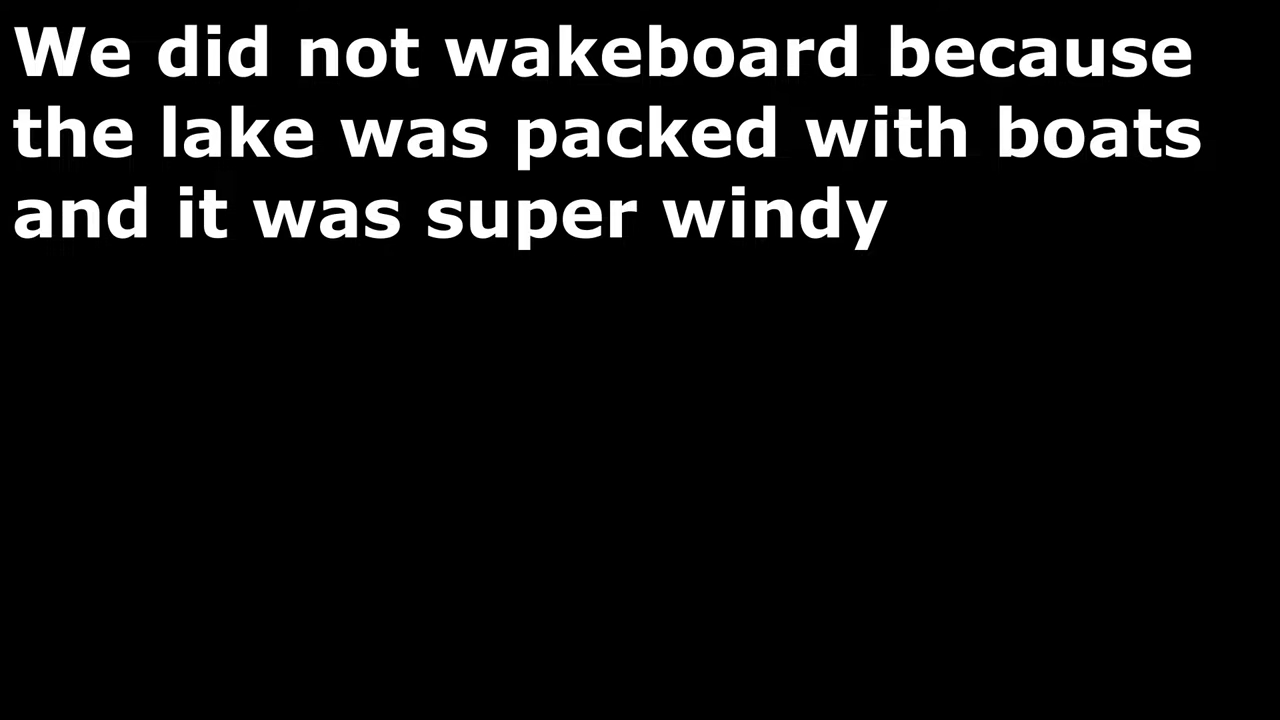 We did not wakeboard because
the lake was packed with boats
and it was super windy